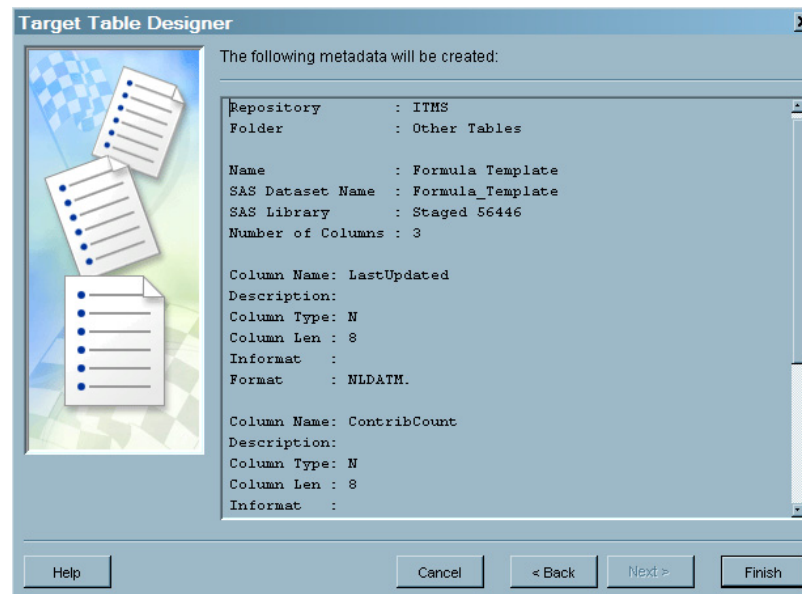 Target Table Designer
The following metadata will be created:
Repository : ITMS
Folder : Other Tables
Name : Formula Template
SAS Dataset Name : Formula_Template
SAS Library : Staged 56446
Number of Columns : 3
Column Name: LastUpdated
Description:
Column Type: N
Column Len : 8
Informat :
Format : NLDATM.
Column Name: ContribCount
Description:
Column Type: N
Column Len : 8
Informat :
Help
Cancel
< Back
Next >
Finish